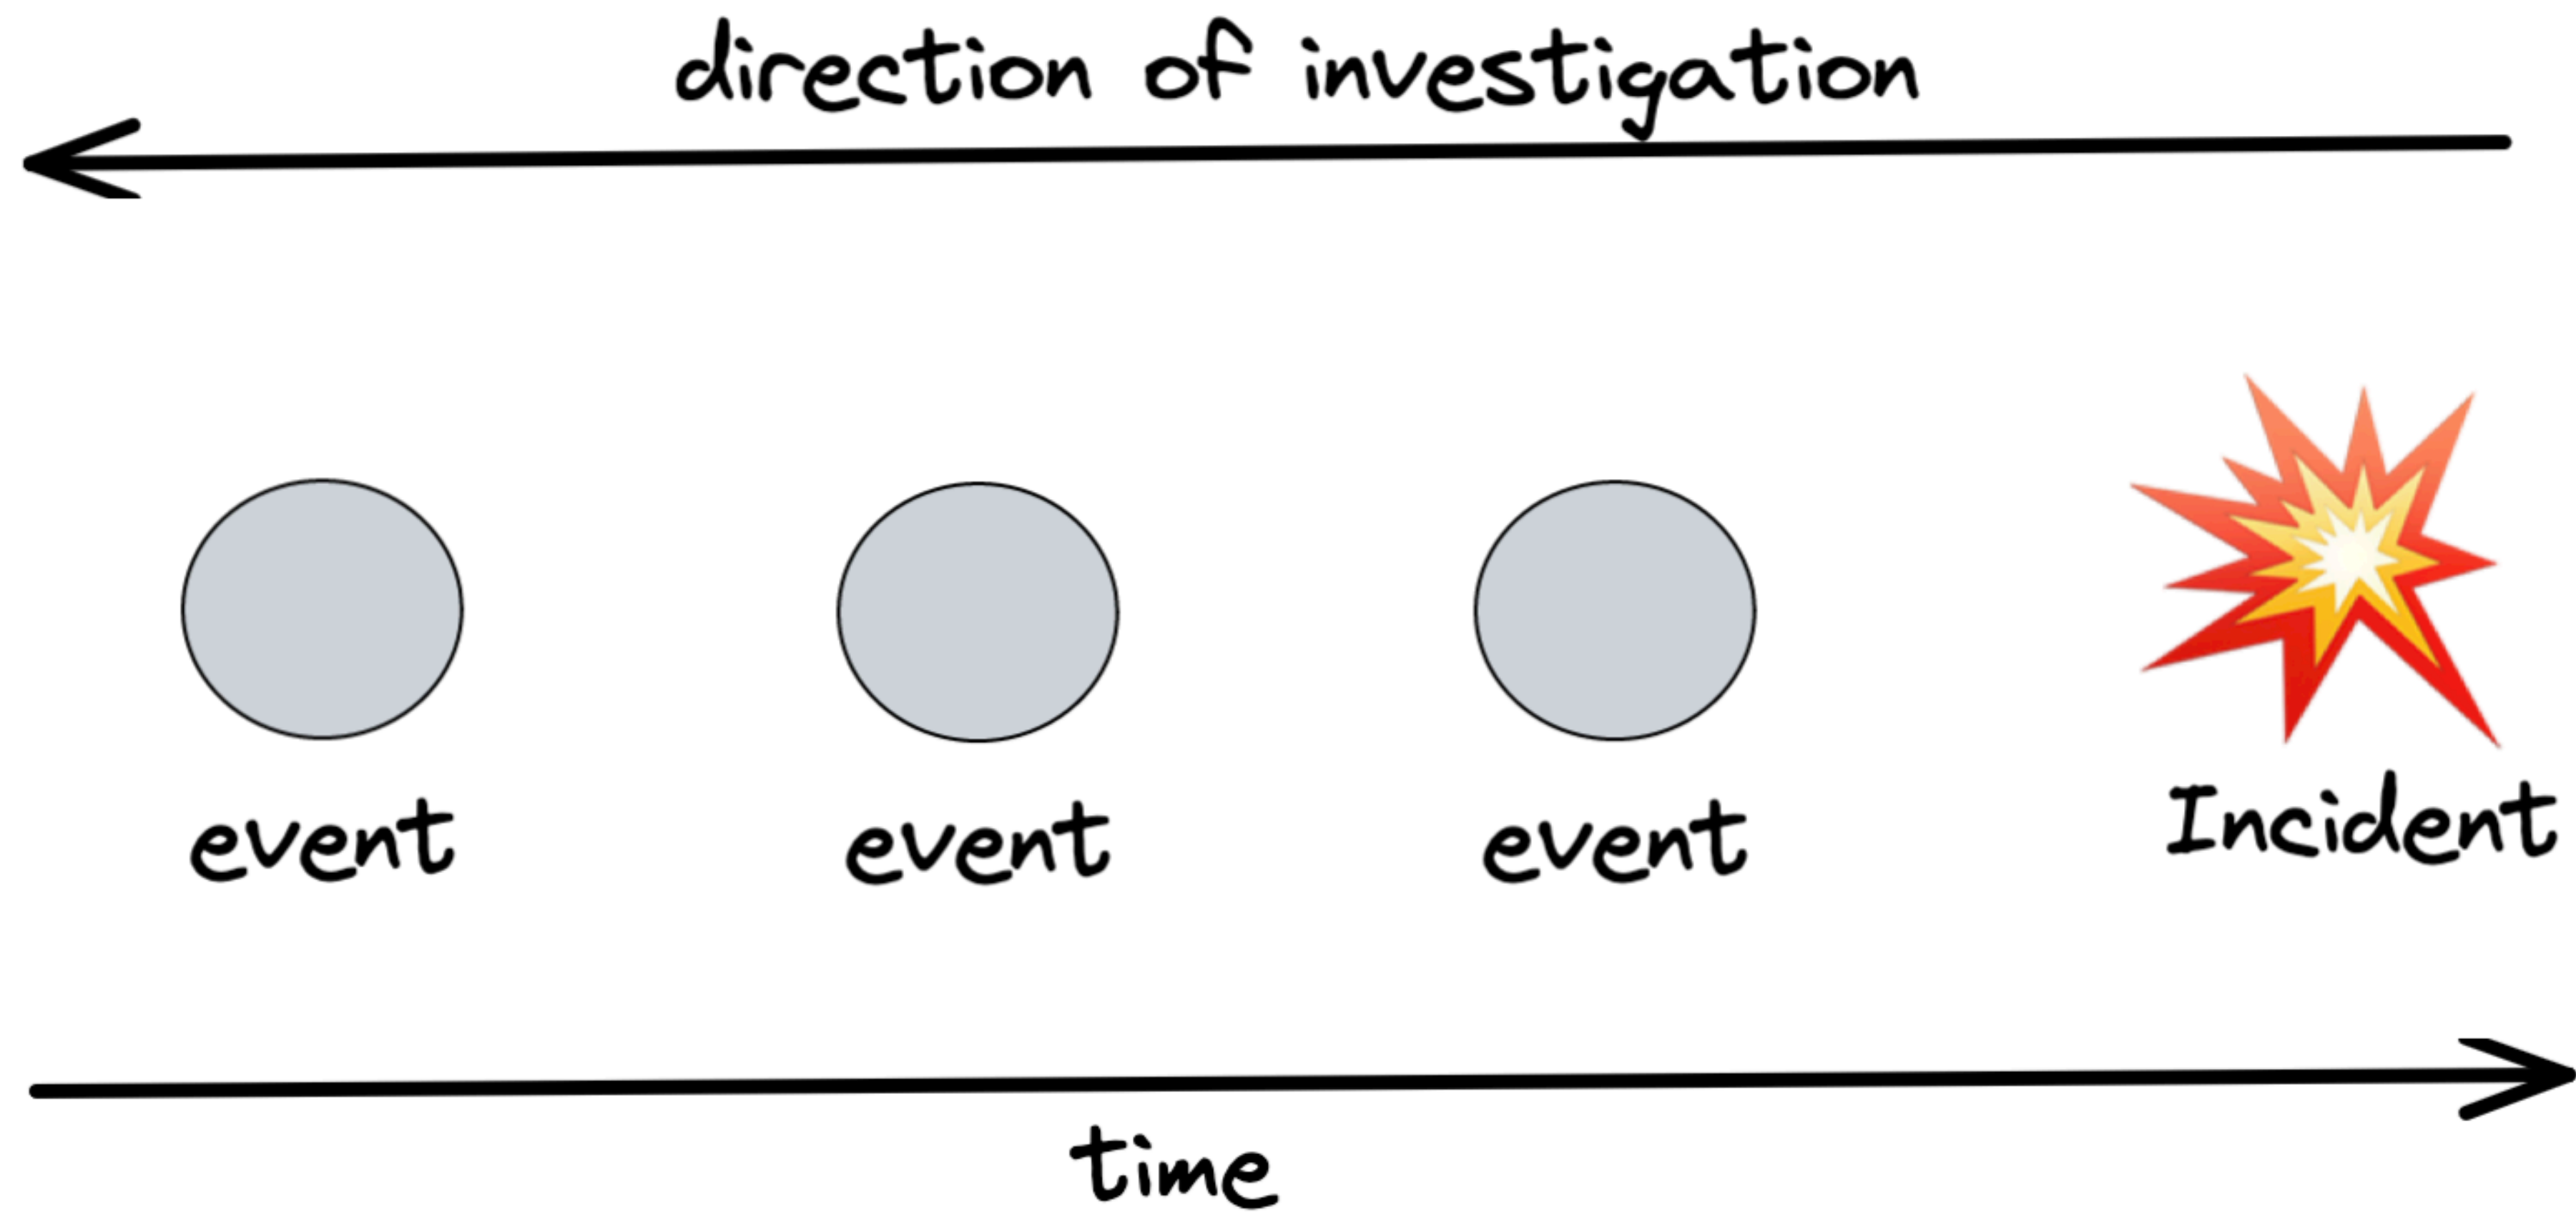 direction of investigation
event
event
event
Incident
time